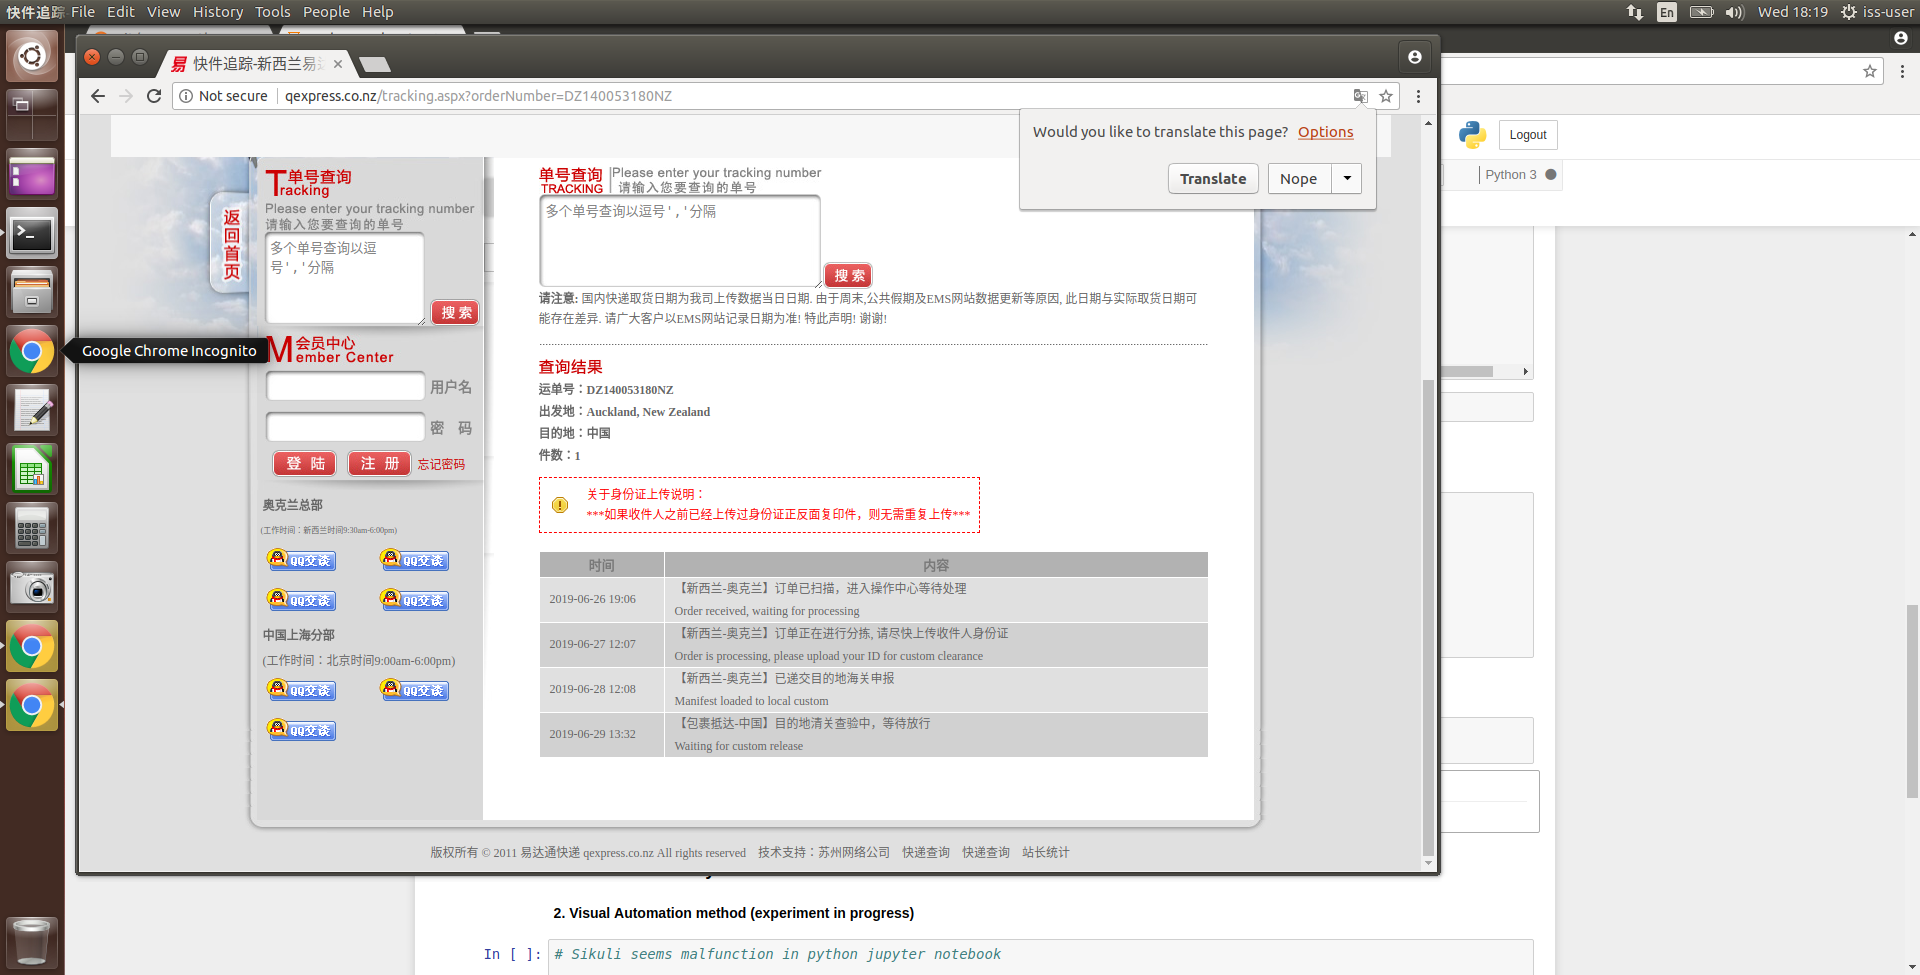 快件追踪 File Edit View History Tools People Help
En Wed 18:19 iss-user
快件追踪-新西兰易
Not secure qexpress.co.nz/tracking.aspx?orderNumber=DZ140053180NZ
Would you like to translate this page? Options
Translate Nope
Logout
Python 3
返回首页
单号查询
Tracking
Please enter your tracking number
请输入您要查询的单号
多个单号查询以逗
号','分隔
搜 索
Google Chrome Incognito
会员中心
Member Center
用户名
密 码
登 陆 注 册 忘记密码
奥克兰总部
(工作时间：新西兰时间9:30am-6:00pm)
QQ交谈 QQ交谈
QQ交谈 QQ交谈
中国上海分部
(工作时间：北京时间9:00am-6:00pm)
QQ交谈 QQ交谈
QQ交谈
单号查询 Please enter your tracking number
TRACKING 请输入您要查询的单号
多个单号查询以逗号','分隔
搜 索
请注意: 国内快递取货日期为我司上传数据当日日期. 由于周末,公共假期及EMS网站数据更新等原因, 此日期与实际取货日期可
能存在差异. 请广大客户以EMS网站记录日期为准! 特此声明! 谢谢!
查询结果
运单号：DZ140053180NZ
出发地：Auckland, New Zealand
目的地：中国
件数：1
关于身份证上传说明：
***如果收件人之前已经上传过身份证正反面复印件，则无需重复上传***
时间 内容
2019-06-26 19:06 【新西兰-奥克兰】订单已扫描，进入操作中心等待处理
Order received, waiting for processing
2019-06-27 12:07 【新西兰-奥克兰】订单正在进行分拣, 请尽快上传收件人身份证
Order is processing, please upload your ID for custom clearance
2019-06-28 12:08 【新西兰-奥克兰】已递交目的地海关申报
Manifest loaded to local custom
2019-06-29 13:32 【包裹抵达-中国】目的地清关查验中，等待放行
Waiting for custom release
版权所有 © 2011 易达通快递 qexpress.co.nz All rights reserved 技术支持：苏州网络公司 快递查询 快递查询 站长统计
2. Visual Automation method (experiment in progress)
In [ ]: # Sikuli seems malfunction in python jupyter notebook